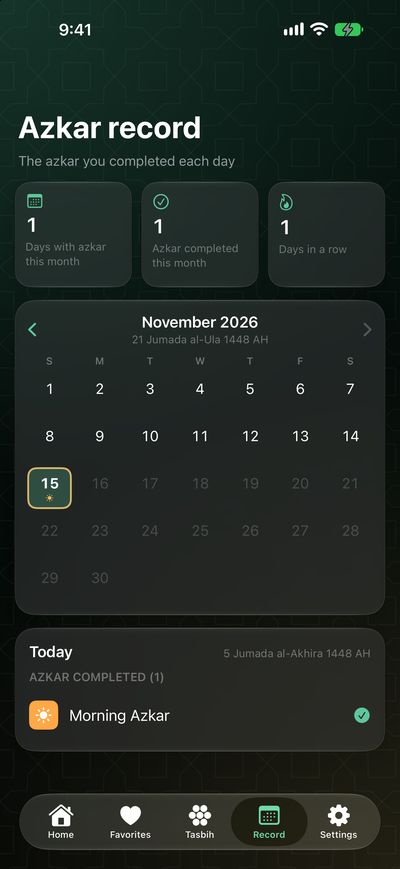 9:41
Azkar record
The azkar you completed each day
1
Days with azkar
this month
1
Azkar completed
this month
1
Days in a row
November 2026
21 Jumada al-Ula 1448 AH
S M T W T F S
1 2 3 4 5 6 7
8 9 10 11 12 13 14
15 16 17 18 19 20 21
22 23 24 25 26 27 28
29 30
Today 5 Jumada al-Akhira 1448 AH
AZKAR COMPLETED (1)
Morning Azkar
Home Favorites Tasbih Record Settings